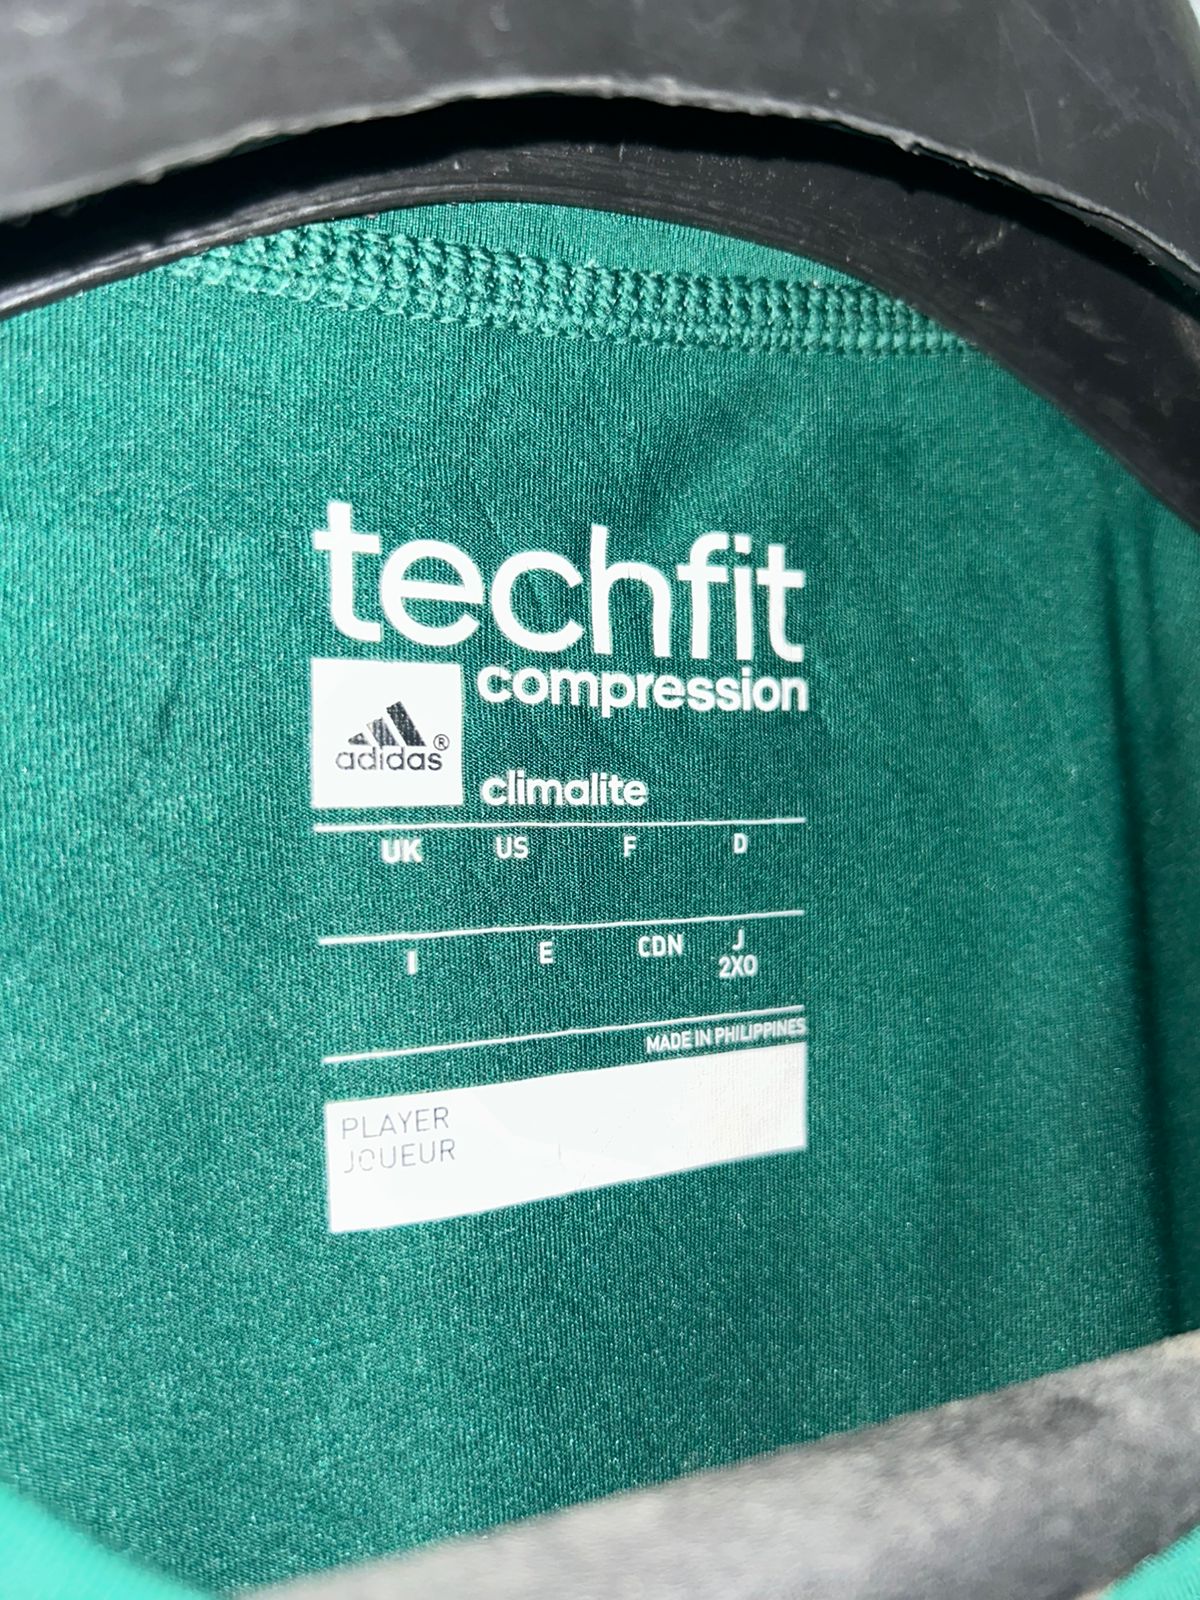 techfit
compression
adidas®
climalite
UK US F D
I E CDN J
2XO
MADE IN PHILIPPINES
PLAYER
JOUEUR